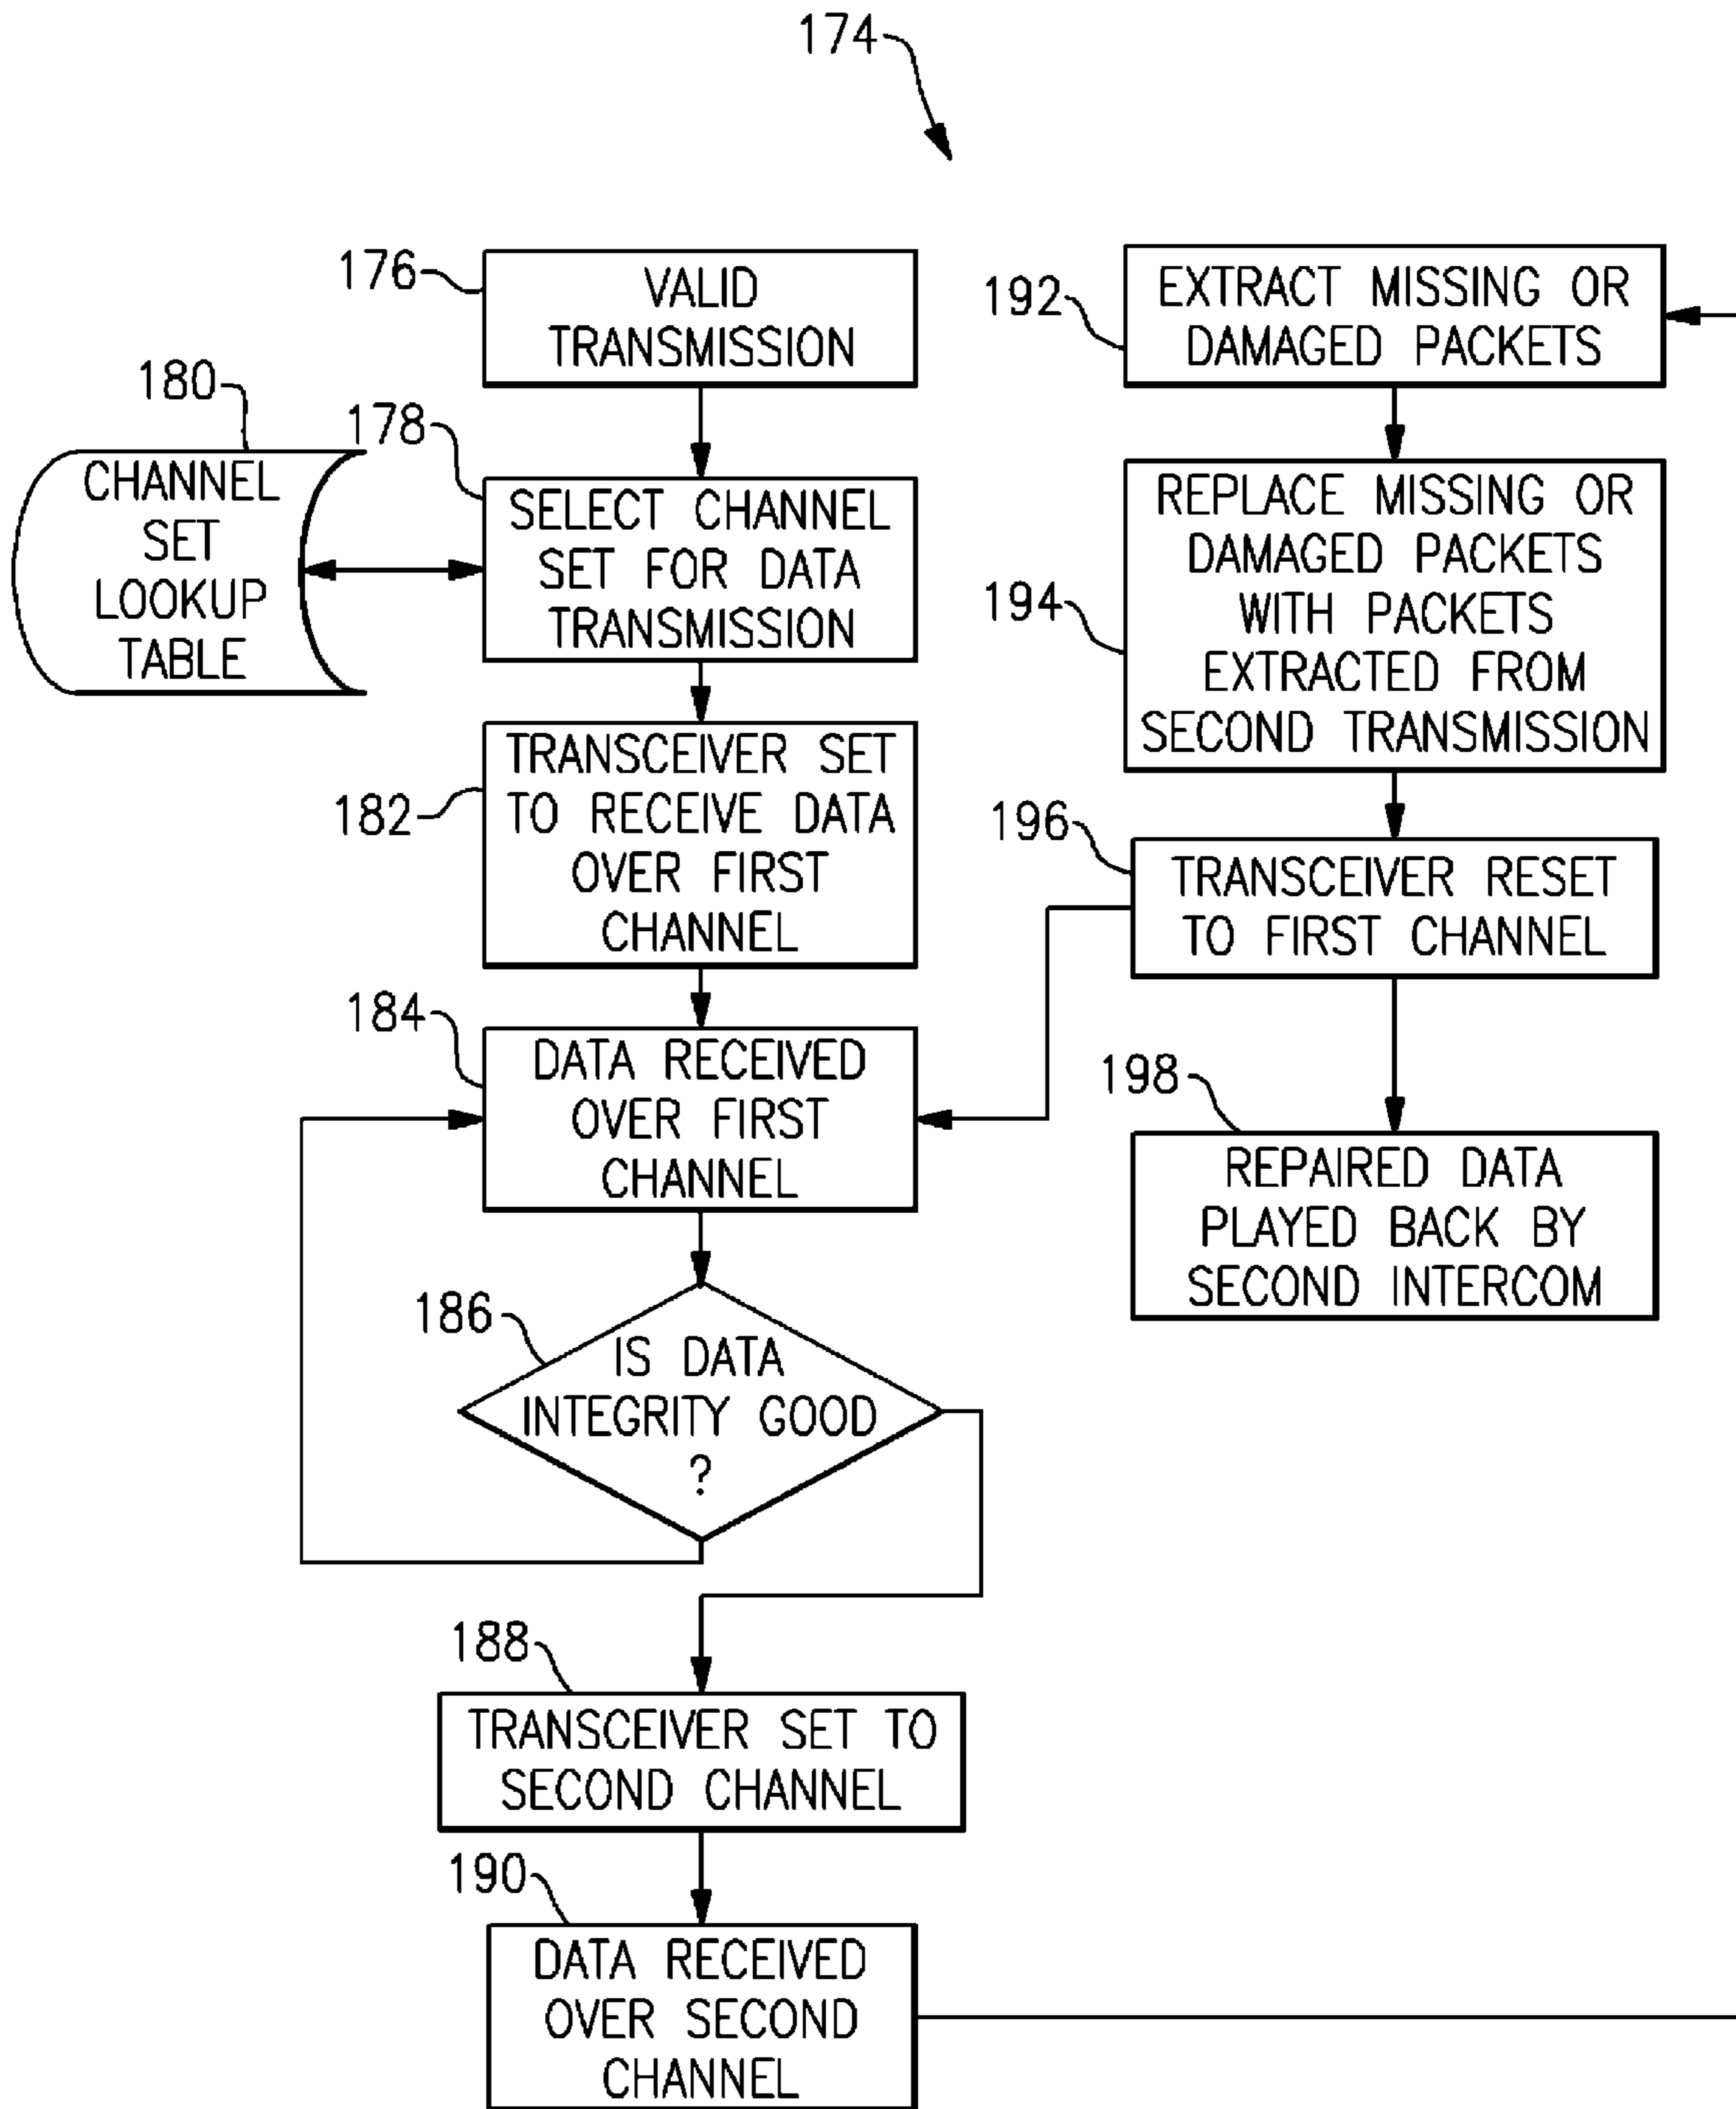 174
176
VALID
TRANSMISSION
180
CHANNEL
SET
LOOKUP
TABLE
178
SELECT CHANNEL
SET FOR DATA
TRANSMISSION
182
TRANSCEIVER SET
TO RECEIVE DATA
OVER FIRST
CHANNEL
184
DATA RECEIVED
OVER FIRST
CHANNEL
186
IS DATA
INTEGRITY GOOD
?
188
TRANSCEIVER SET TO
SECOND CHANNEL
190
DATA RECEIVED
OVER SECOND
CHANNEL
192
EXTRACT MISSING OR
DAMAGED PACKETS
194
REPLACE MISSING OR
DAMAGED PACKETS
WITH PACKETS
EXTRACTED FROM
SECOND TRANSMISSION
196
TRANSCEIVER RESET
TO FIRST CHANNEL
198
REPAIRED DATA
PLAYED BACK BY
SECOND INTERCOM